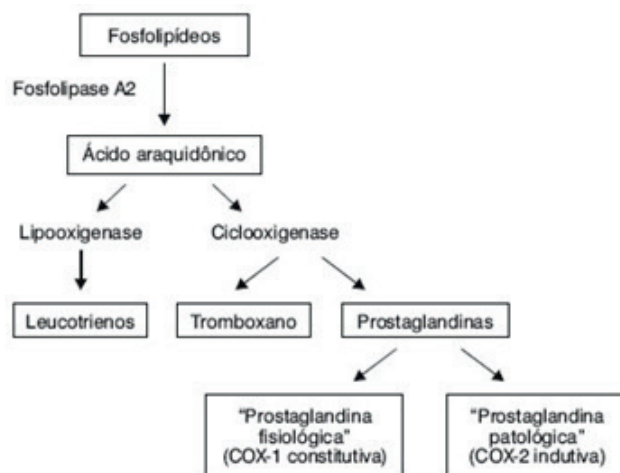 Fosfolipídeos
Fosfolipase A2
Ácido araquidônico
Lipooxigenase
Ciclooxigenase
Leucotrienos
Tromboxano
Prostaglandinas
"Prostaglandina
fisiológica"
(COX-1 constitutiva)
"Prostaglandina
patológica"
(COX-2 indutiva)